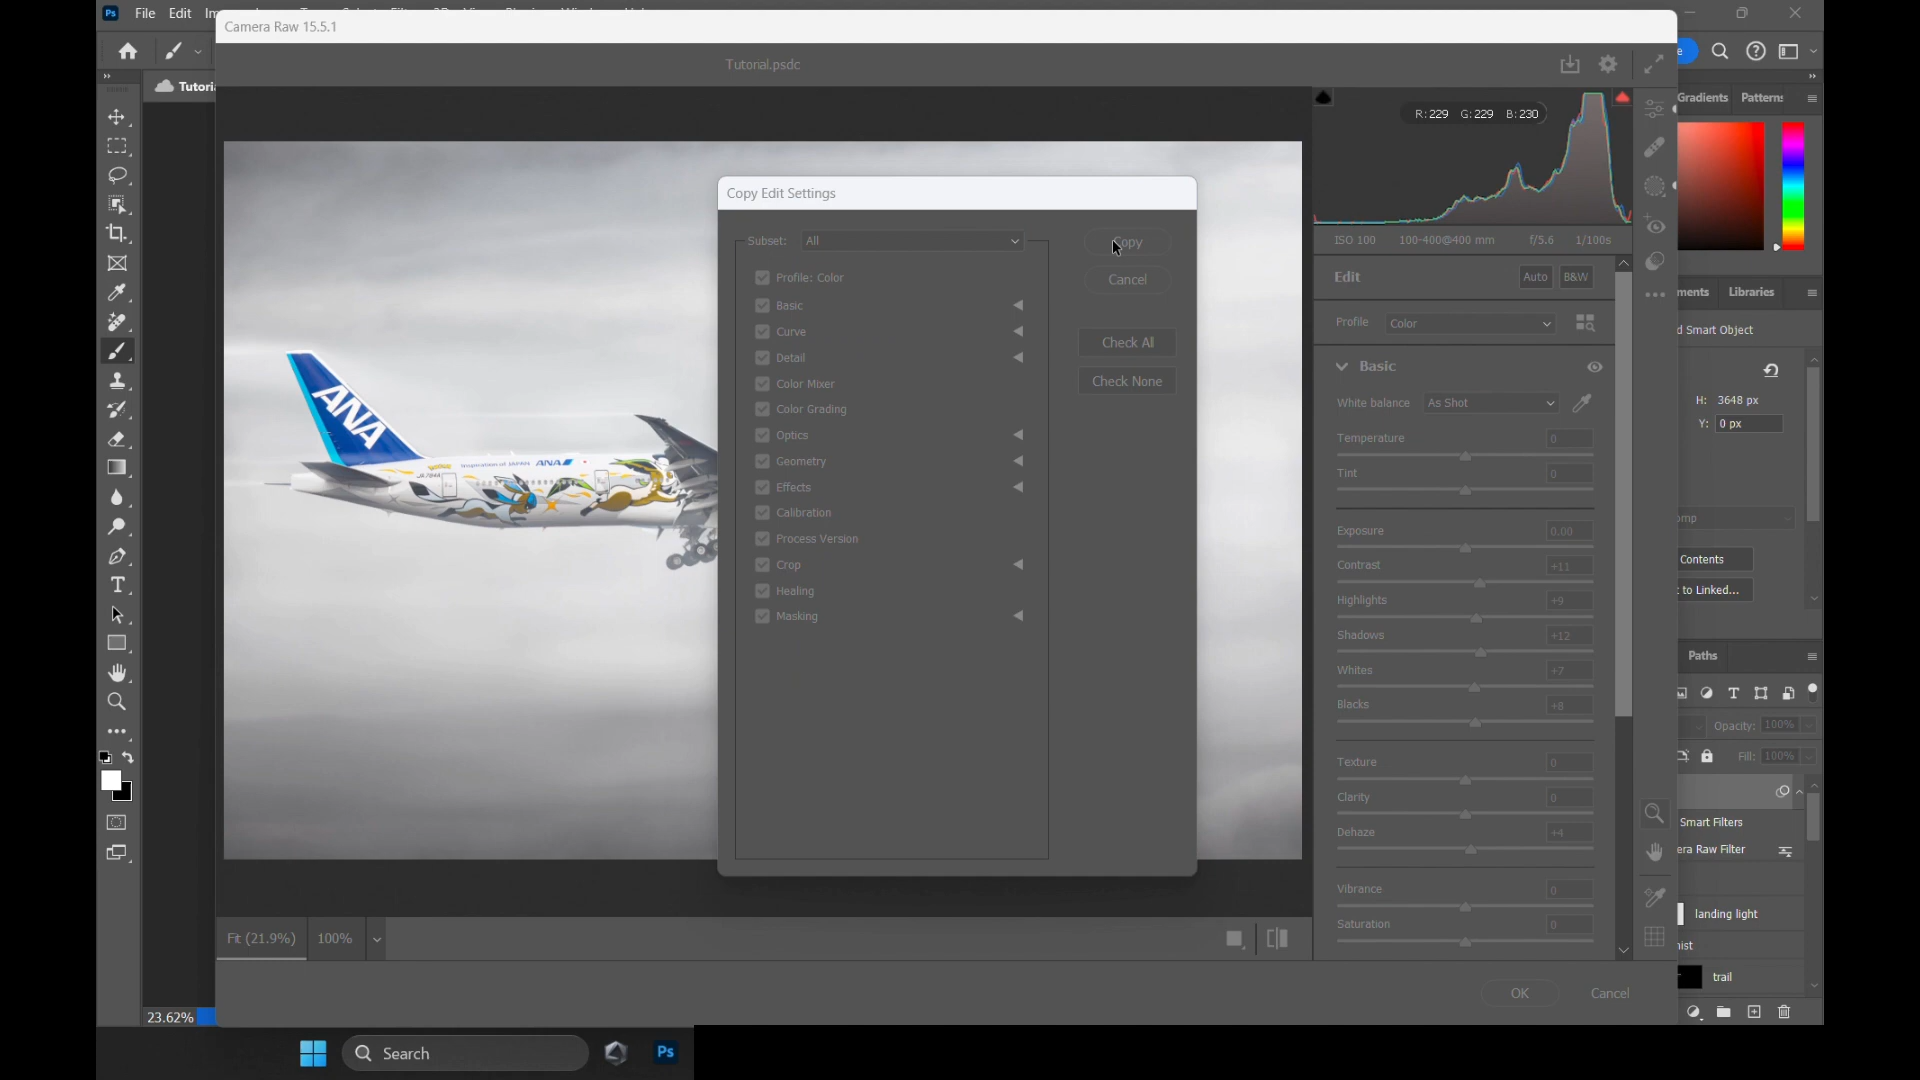 Ps File Edit
Camera Raw 15.5.1
Tutorial.psdc
Gradients Patterns
R: 229 G: 229 B: 230
ISO 100 100-400@400 mm f/5.6 1/100s
Copy Edit Settings
Subset: All Copy
Cancel
Check All
Check None
Profile: Color
Basic
Curve
Detail
Color Mixer
Color Grading
Optics
Geometry
Effects
Calibration
Process Version
Crop
Healing
Masking
Edit Auto B&W
Profile Color
Basic
White balance As Shot
Temperature 0
Tint 0
Exposure 0.00
Contrast +11
Highlights +9
Shadows +12
Whites +7
Blacks +8
Texture 0
Clarity 0
Dehaze +4
Vibrance 0
Saturation 0
Libraries
Smart Object
H: 3648 px
Y: 0 px
Contents
to Linked...
Paths
Opacity: 100%
Fill: 100%
Smart Filters
Raw Filter
landing light
trail
ANA
Inspiration of JAPAN ANA
Fit (21.9%) 100%
OK Cancel
23.62%
Search Ps